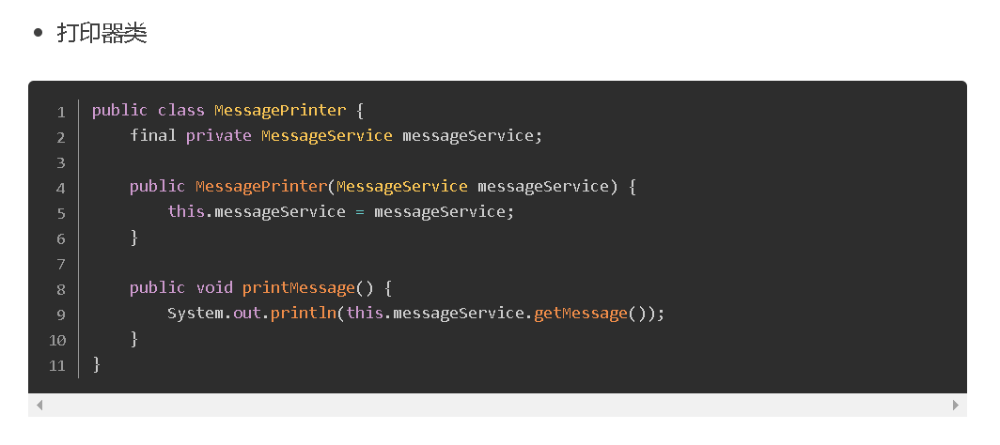 • 打印器类
1 public class MessagePrinter {
2     final private MessageService messageService;
3
4     public MessagePrinter(MessageService messageService) {
5         this.messageService = messageService;
6     }
7
8     public void printMessage() {
9         System.out.println(this.messageService.getMessage());
10     }
11 }